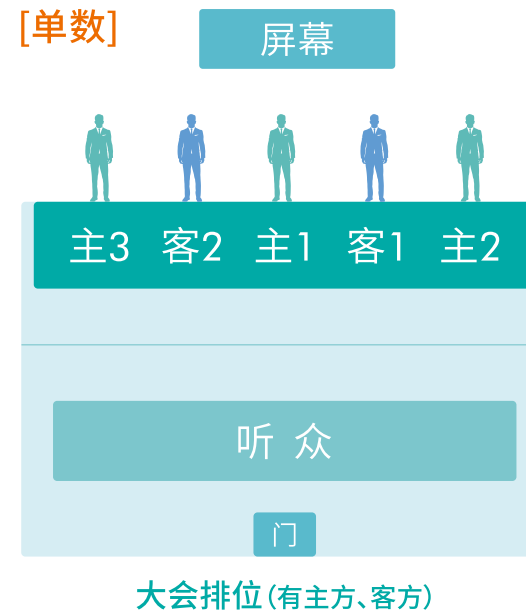 [单数]
屏幕
主3 客2 主1 客1 主2
听 众
门
大会排位(有主方、客方)